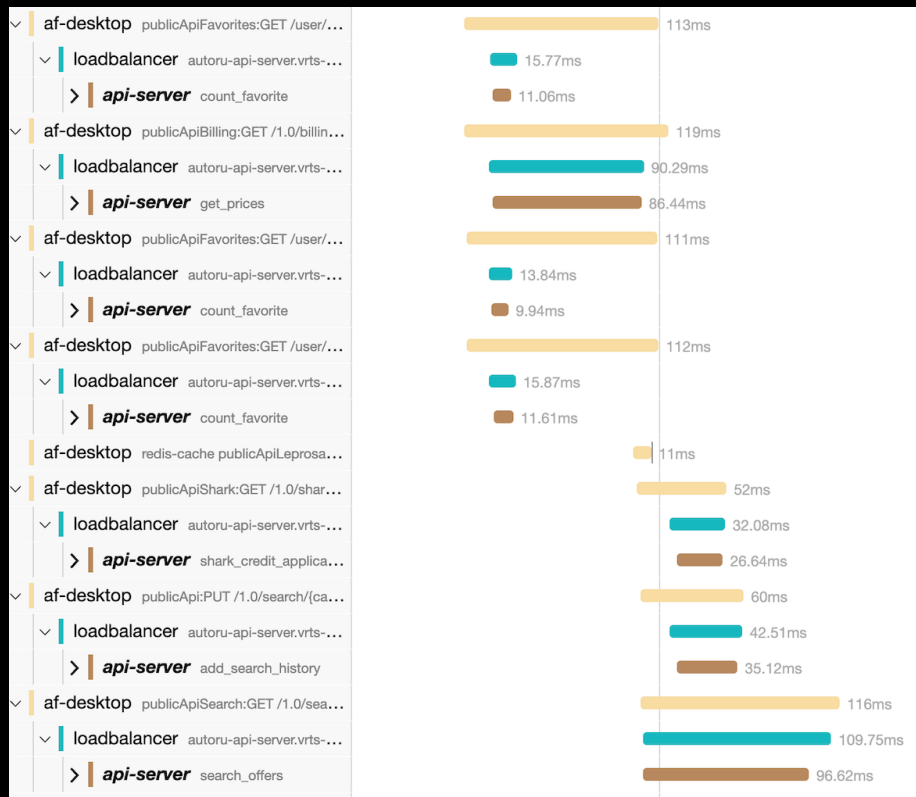 af-desktop publicApiFavorites:GET /user/... 113ms
loadbalancer autoru-api-server.vrts-... 15.77ms
api-server count_favorite 11.06ms
af-desktop publicApiBilling:GET /1.0/billin... 119ms
loadbalancer autoru-api-server.vrts-... 90.29ms
api-server get_prices 86.44ms
af-desktop publicApiFavorites:GET /user/... 111ms
loadbalancer autoru-api-server.vrts-... 13.84ms
api-server count_favorite 9.94ms
af-desktop publicApiFavorites:GET /user/... 112ms
loadbalancer autoru-api-server.vrts-... 15.87ms
api-server count_favorite 11.61ms
af-desktop redis-cache publicApiLeprosa... 11ms
af-desktop publicApiShark:GET /1.0/shar... 52ms
loadbalancer autoru-api-server.vrts-... 32.08ms
api-server shark_credit_applica... 26.64ms
af-desktop publicApi:PUT /1.0/search/{ca... 60ms
loadbalancer autoru-api-server.vrts-... 42.51ms
api-server add_search_history 35.12ms
af-desktop publicApiSearch:GET /1.0/sea... 116ms
loadbalancer autoru-api-server.vrts-... 109.75ms
api-server search_offers 96.62ms